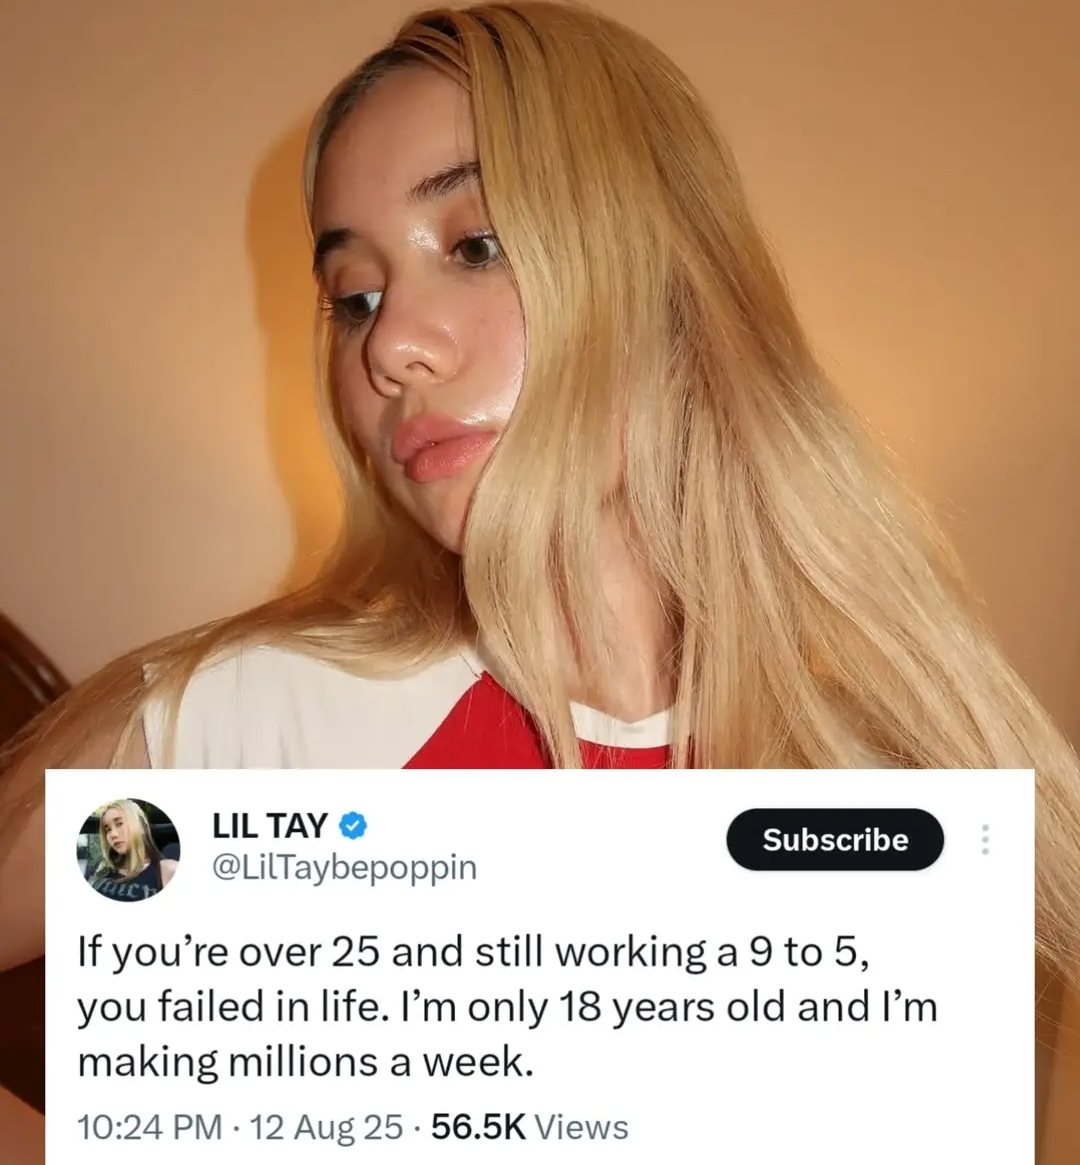 LIL TAY
@LilTaybepoppin
Subscribe
If you’re over 25 and still working a 9 to 5,
you failed in life. I’m only 18 years old and I’m
making millions a week.
10:24 PM · 12 Aug 25 · 56.5K Views